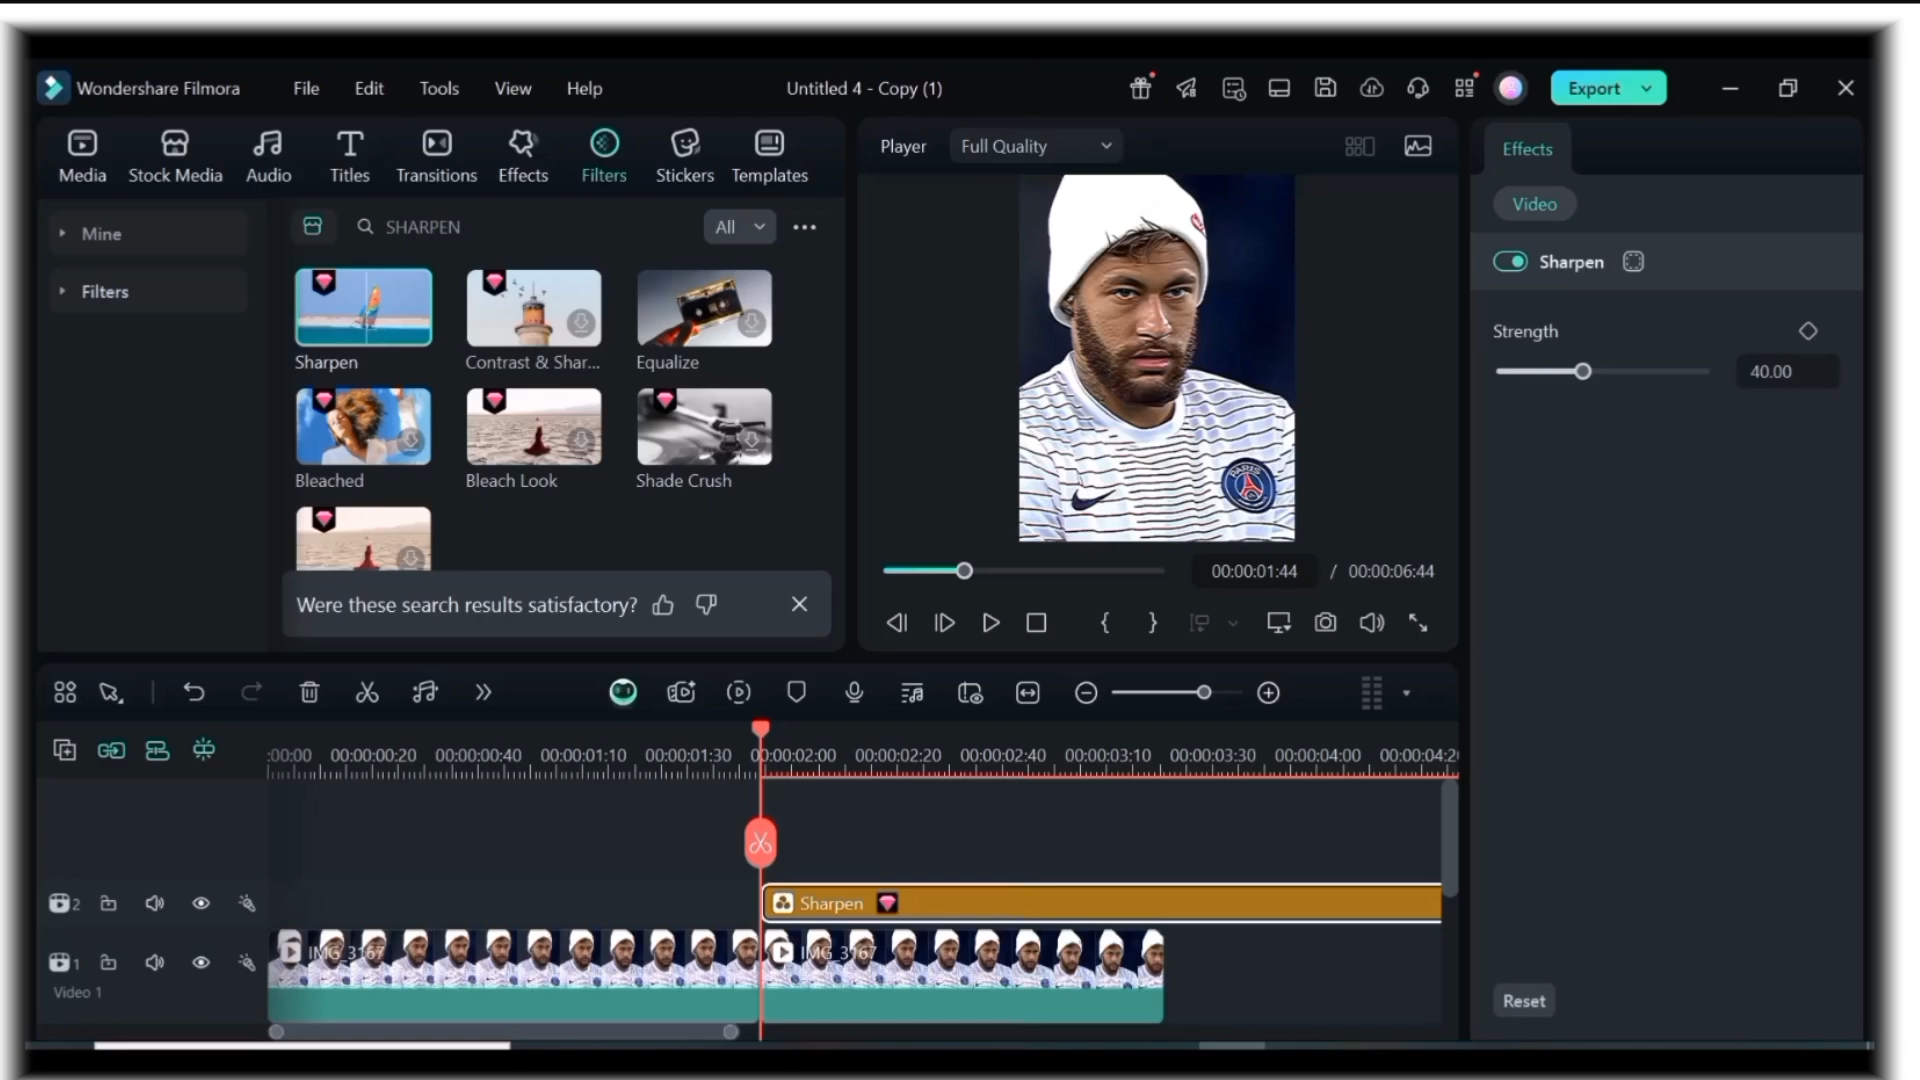 Wondershare Filmora File Edit Tools View Help Untitled 4 - Copy (1) Export
Media Stock Media Audio Titles Transitions Effects Filters Stickers Templates
Mine
Filters
SHARPEN All
Sharpen Contrast & Shar... Equalize
Bleached Bleach Look Shade Crush
Were these search results satisfactory?
Player Full Quality
PARIS
00:00:01:44 / 00:00:06:44
Effects
Video
Sharpen
Strength
40.00
Reset
:00:00 00:00:00:20 00:00:00:40 00:00:01:10 00:00:01:30 00:00:02:00 00:00:02:20 00:00:02:40 00:00:03:10 00:00:03:30 00:00:04:00 00:00:04:20
2 Sharpen
1 IMG_3167 IMG_3167
Video 1